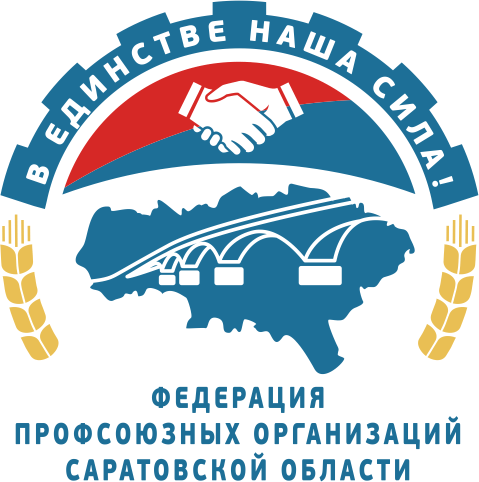 В ЕДИНСТВЕ НАША СИЛА!
ФЕДЕРАЦИЯ
ПРОФСОЮЗНЫХ ОРГАНИЗАЦИЙ
САРАТОВСКОЙ ОБЛАСТИ